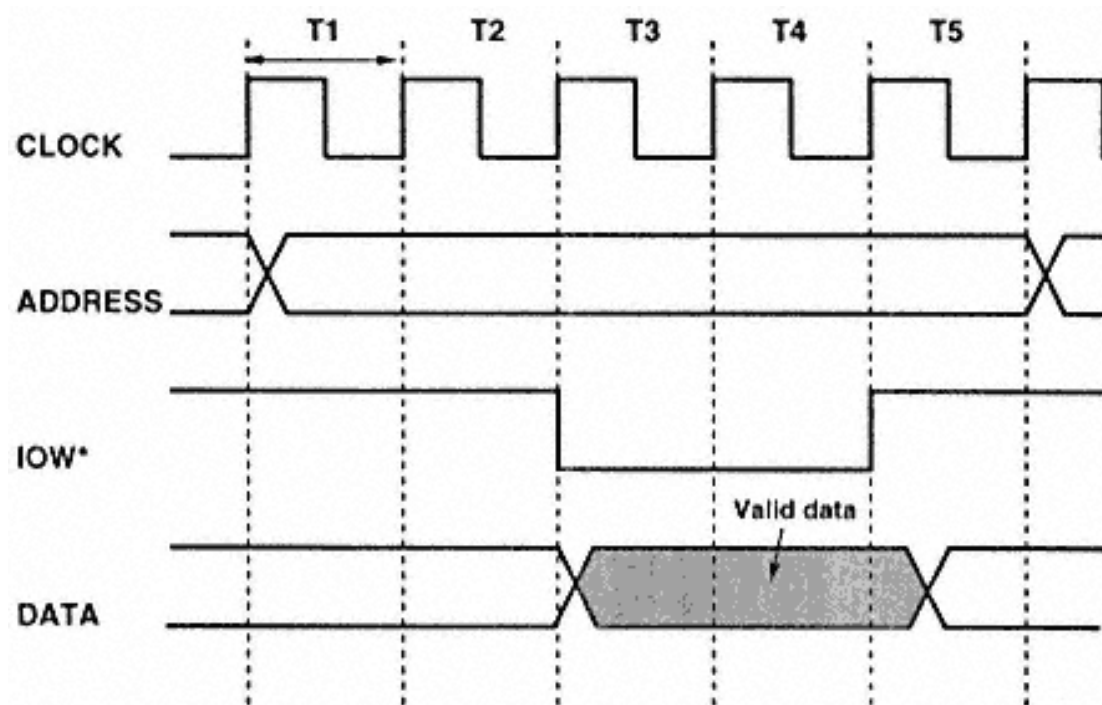 T1 T2 T3 T4 T5
CLOCK
ADDRESS
IOW*
Valid data
DATA